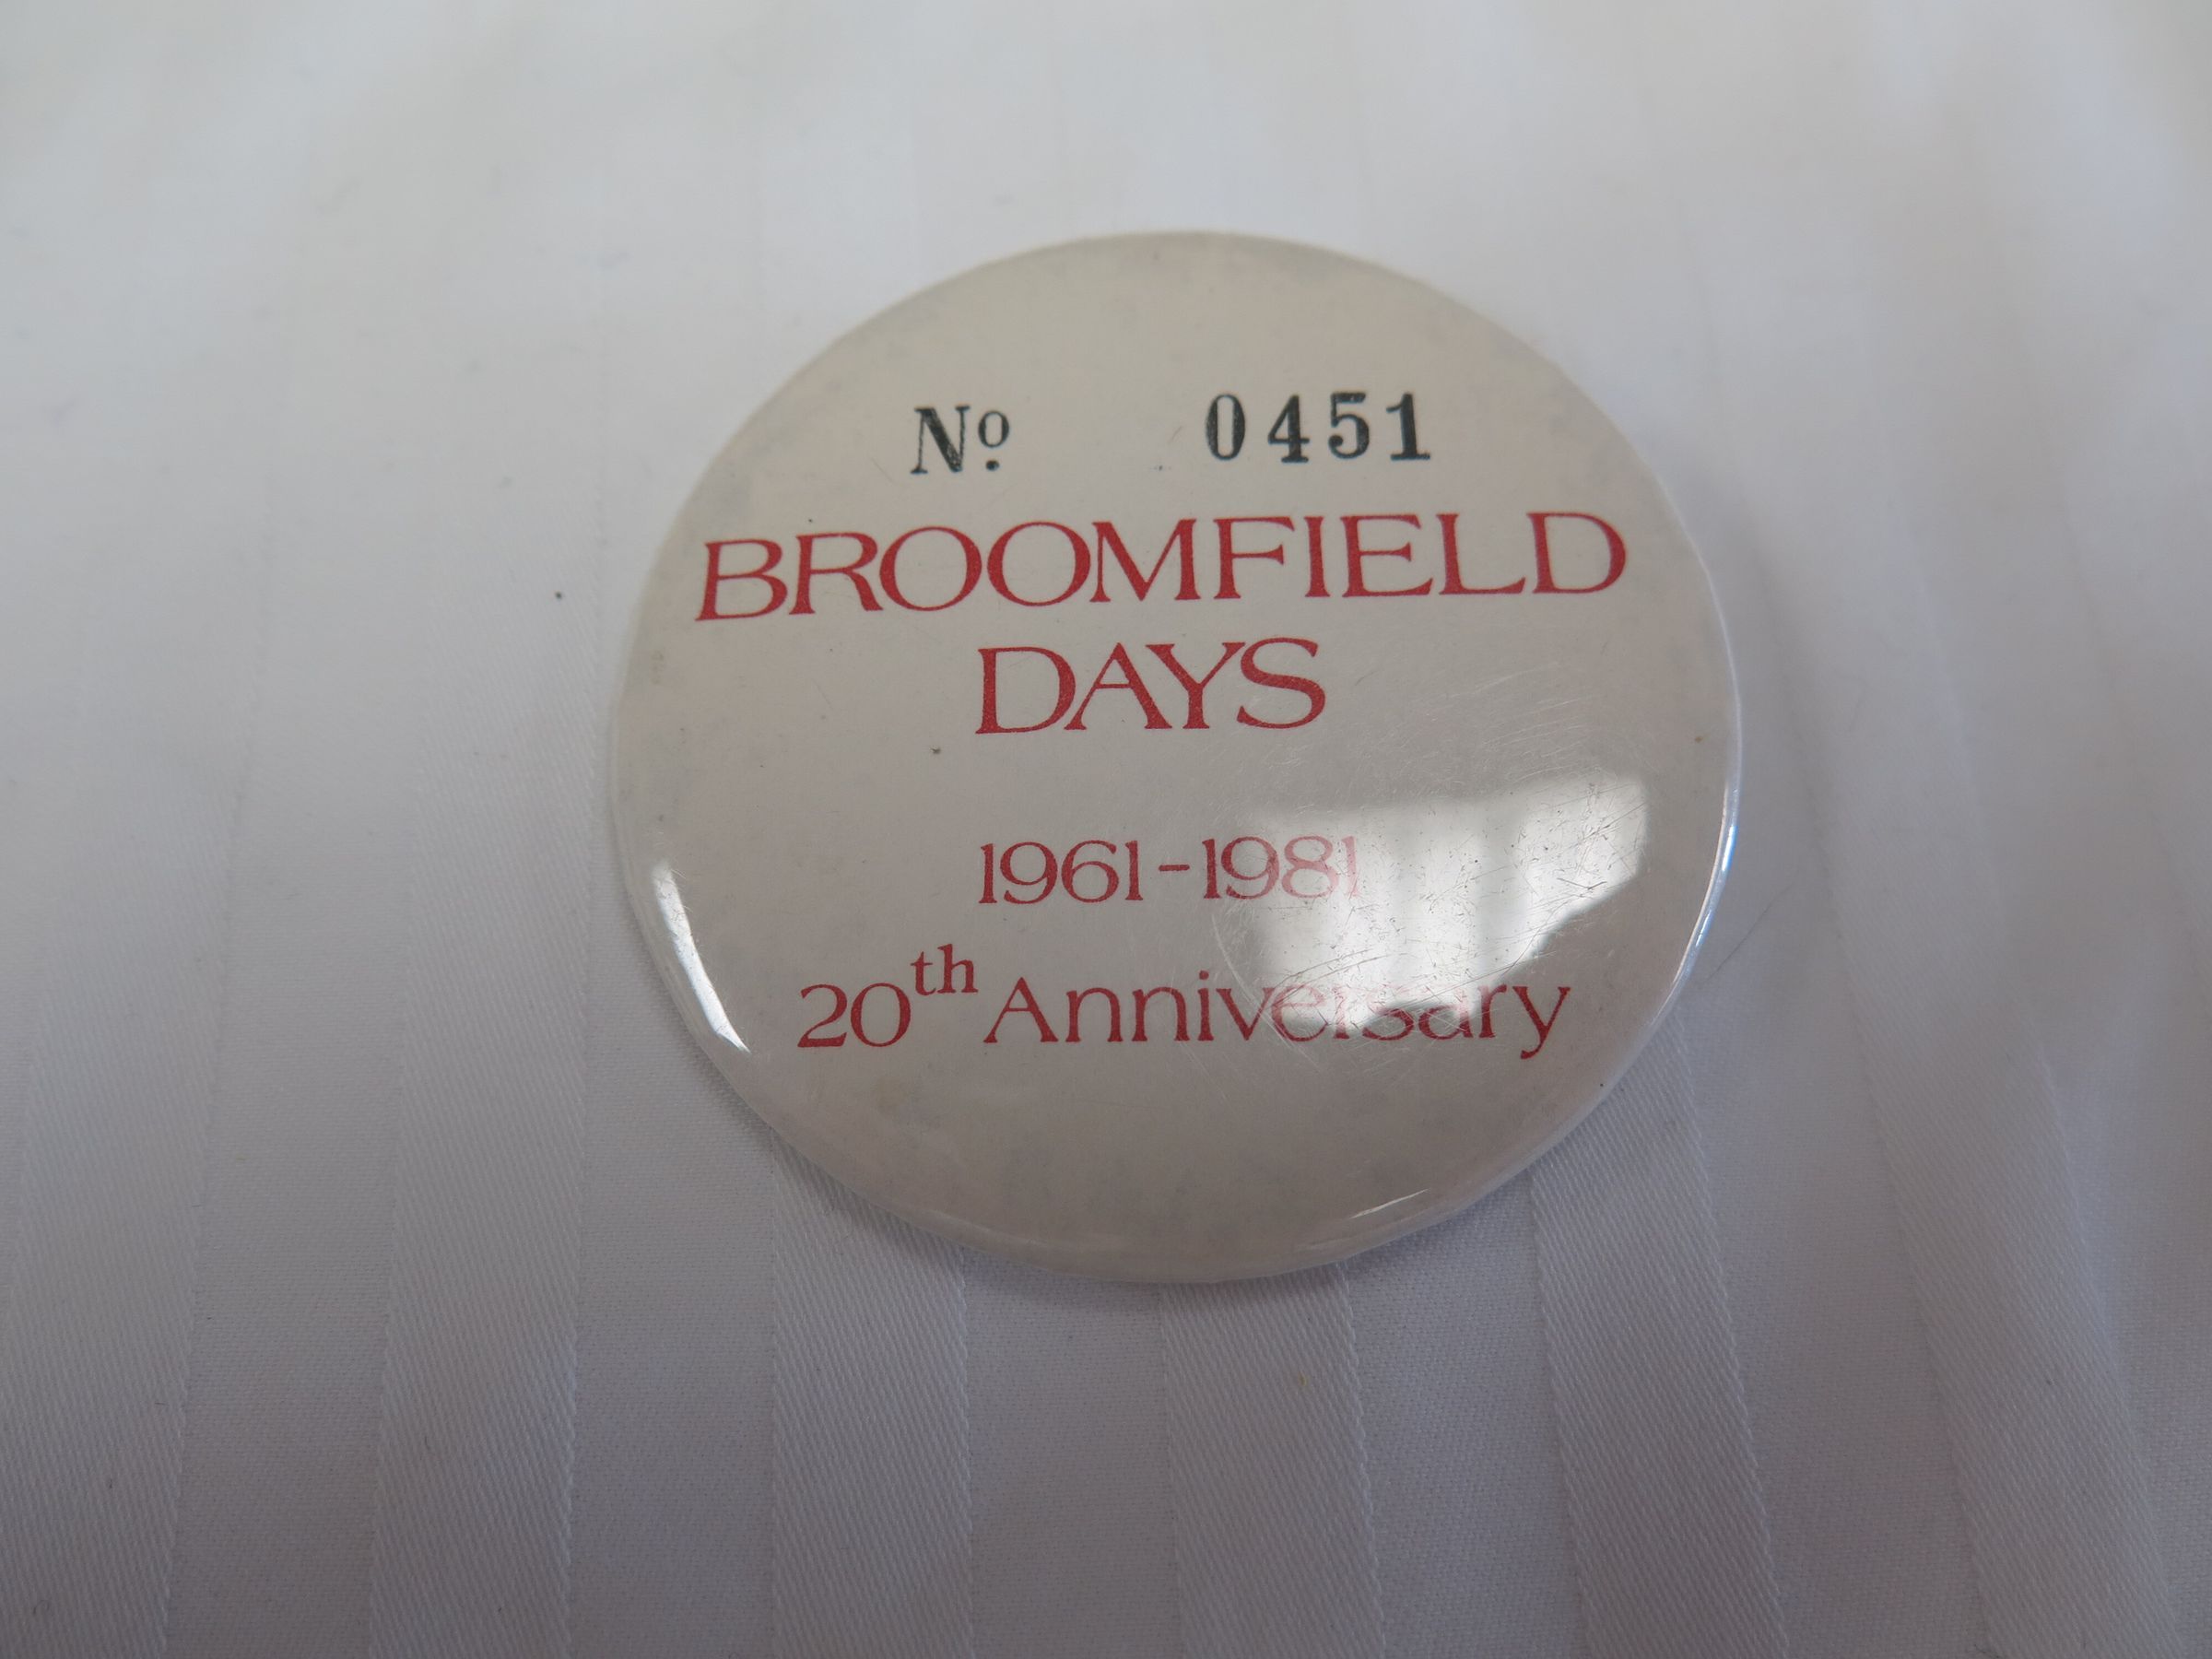 Nº 0451
BROOMFIELD
DAYS
1961-1981
20th Anniversary